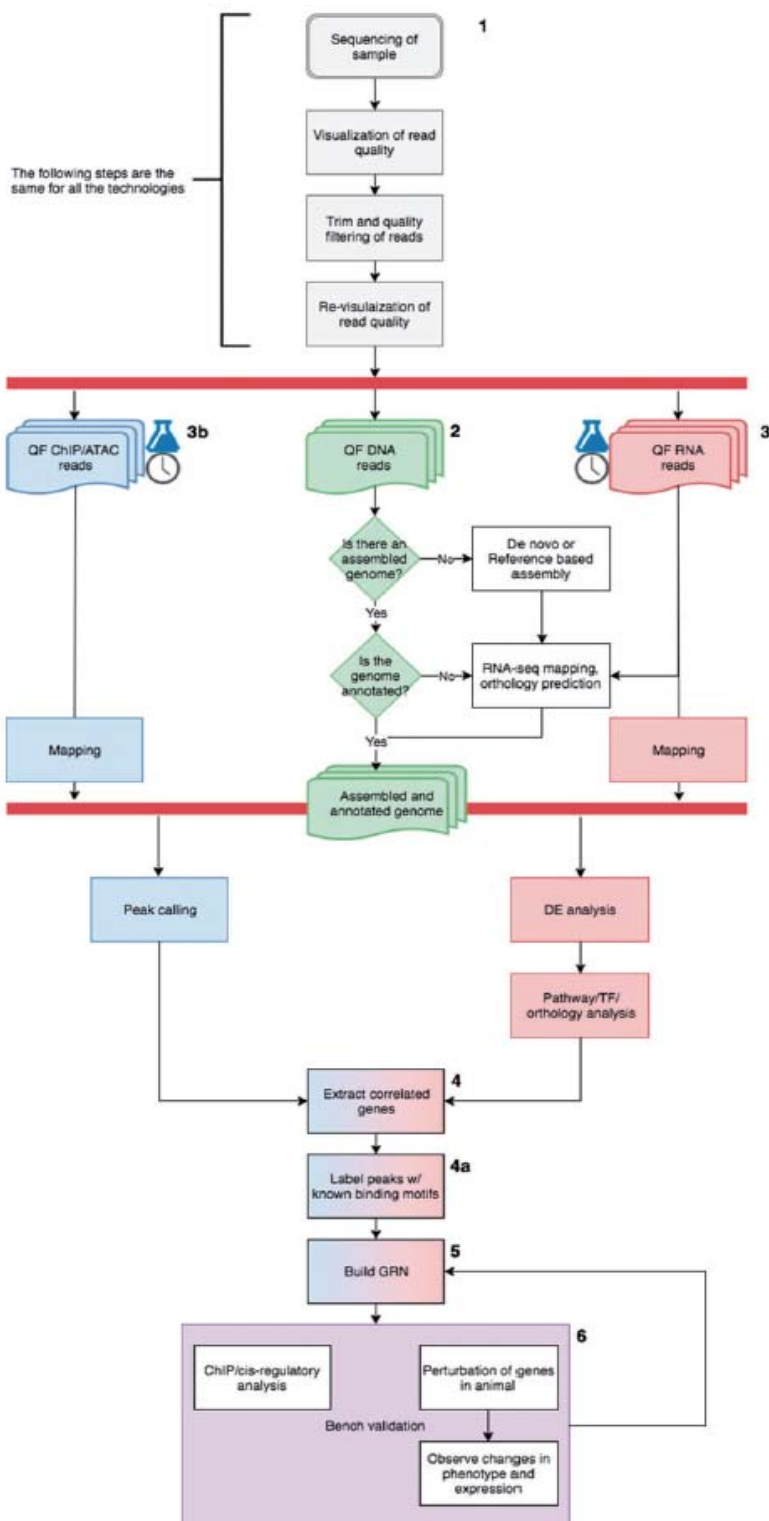 1
Sequencing of
sample
Visualization of read
quality
The following steps are the
same for all the technologies
Trim and quality
filtering of reads
Re-visulaization of
read quality
3b
QF ChIP/ATAC
reads
2
QF DNA
reads
3
QF RNA
reads
Is there an
assembled
genome?
No
De novo or
Reference based
assembly
Yes
Is the
genome
annotated?
No
RNA-seq mapping,
orthology prediction
Mapping
Yes
Mapping
Assembled and
annotated genome
Peak calling
DE analysis
Pathway/TF/
orthology analysis
4
Extract correlated
genes
4a
Label peaks w/
known binding motifs
5
Build GRN
6
ChIP/cis-regulatory
analysis
Perturbation of genes
in animal
Bench validation
Observe changes in
phenotype and
expression